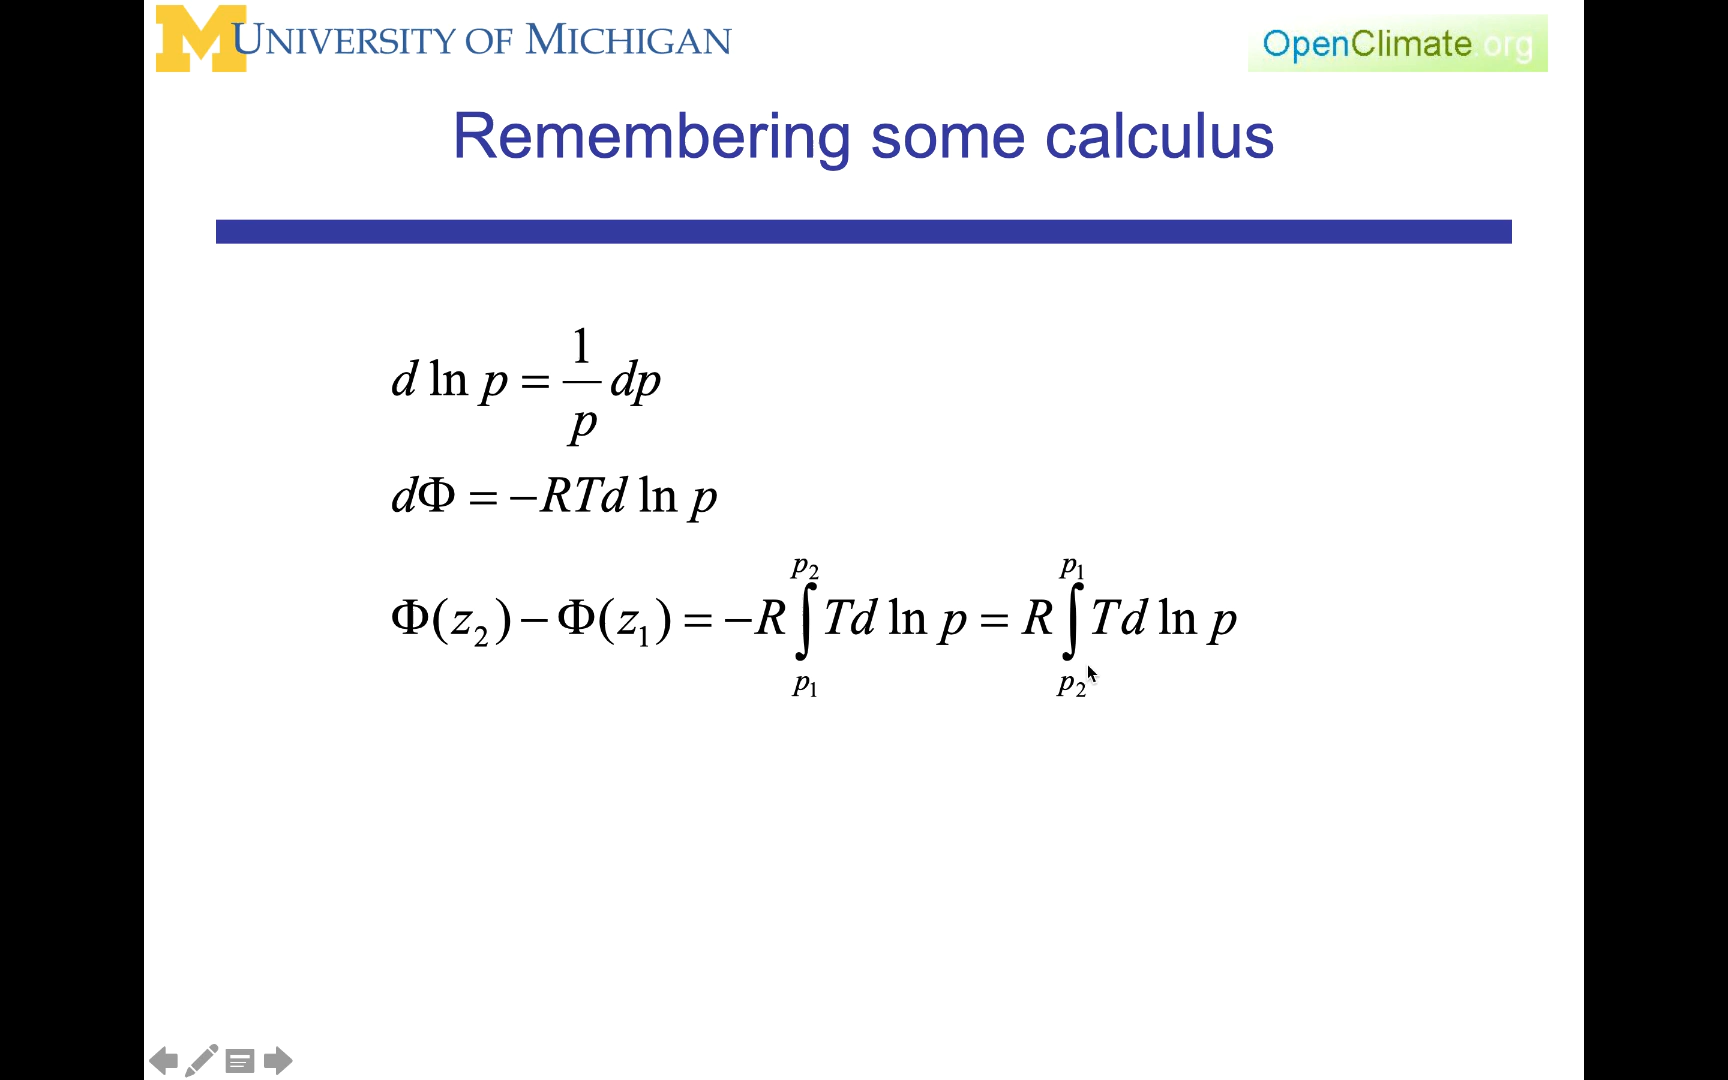 M UNIVERSITY OF MICHIGAN
OpenClimate.org
Remembering some calculus
d ln p = 1/p dp
dΦ = −RTd ln p
Φ(z₂) − Φ(z₁) = −R ∫_{p₁}^{p₂} Td ln p = R ∫_{p₂}^{p₁} Td ln p